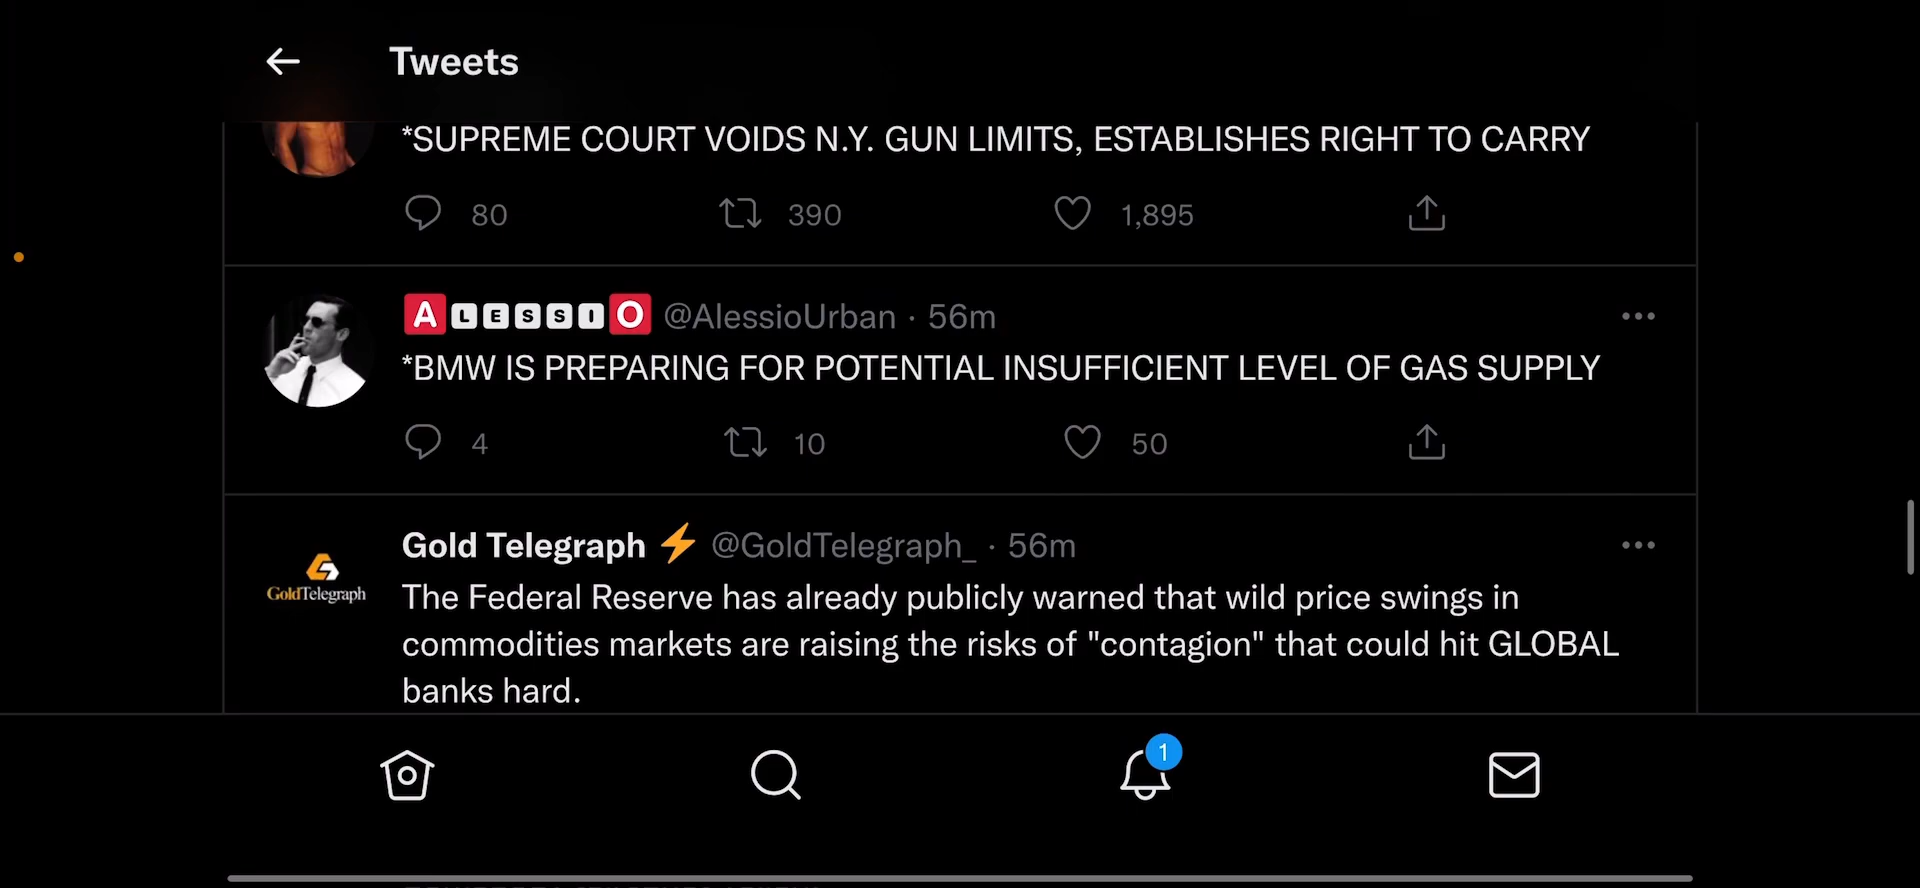 Tweets
*SUPREME COURT VOIDS N.Y. GUN LIMITS, ESTABLISHES RIGHT TO CARRY
80 390 1,895
ALESSIO @AlessioUrban · 56m
*BMW IS PREPARING FOR POTENTIAL INSUFFICIENT LEVEL OF GAS SUPPLY
4 10 50
Gold Telegraph ⚡ @GoldTelegraph_ · 56m
GoldTelegraph
The Federal Reserve has already publicly warned that wild price swings in
commodities markets are raising the risks of "contagion" that could hit GLOBAL
banks hard.
1